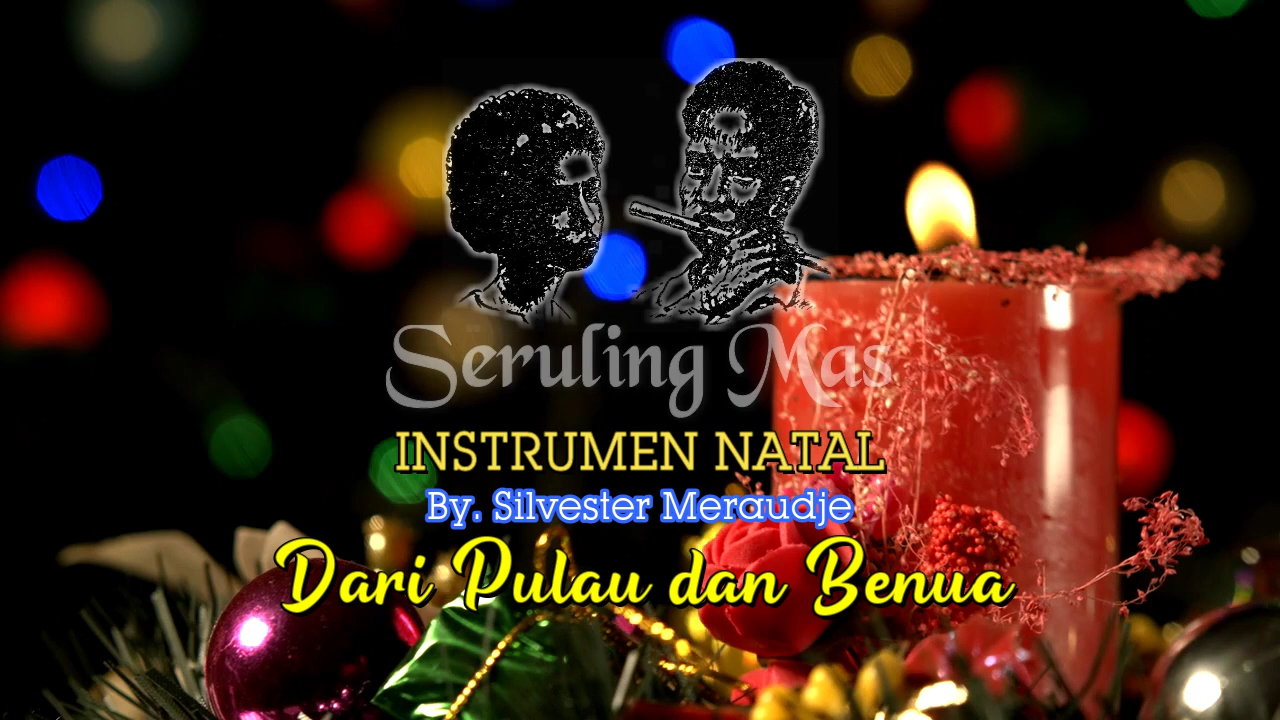 Seruling Mas
INSTRUMEN NATAL
By. Silvester Meraudje
Dari Pulau dan Benua